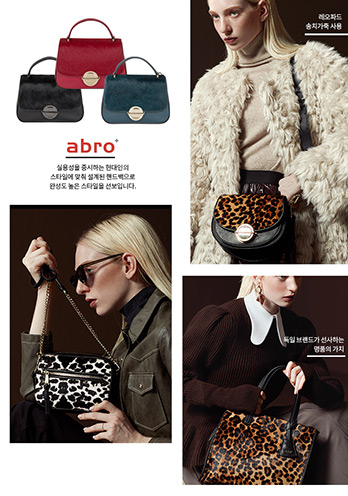 레오파드
송치가죽 사용
abro+
실용성을 중시하는 현대인의
스타일에 맞춰 설계된 핸드백으로
완성도 높은 스타일을 선보입니다.
독일 브랜드가 선사하는
명품의 가치